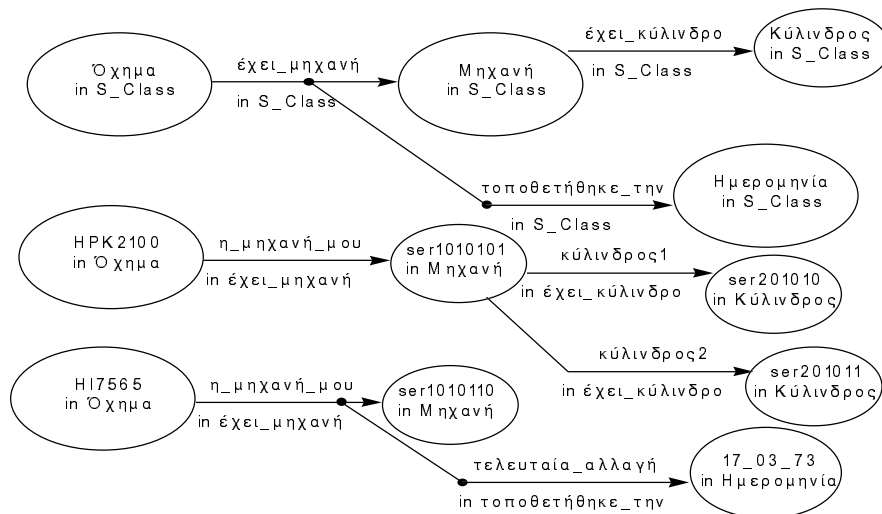 Όχημα
in S_Class
έχει_μηχανή
in S_Class
Μηχανή
in S_Class
έχει_κύλινδρο
in S_Class
Κύλινδρος
in S_Class
τοποθετήθηκε_την
in S_Class
Ημερομηνία
in S_Class
HPK2100
in Όχημα
η_μηχανή_μου
in έχει_μηχανή
ser1010101
in Μηχανή
κύλινδρος1
in έχει_κύλινδρο
ser201010
in Κύλινδρος
κύλινδρος2
in έχει_κύλινδρο
ser201011
in Κύλινδρος
HI7565
in Όχημα
η_μηχανή_μου
in έχει_μηχανή
ser1010110
in Μηχανή
τελευταία_αλλαγή
in τοποθετήθηκε_την
17_03_73
in Ημερομηνία